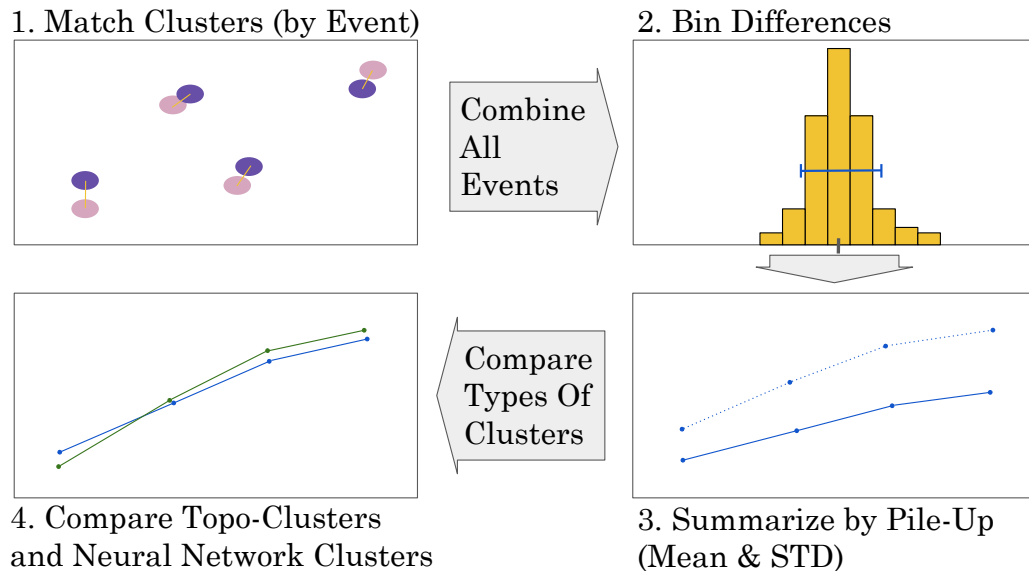 1. Match Clusters (by Event)
Combine
All
Events
2. Bin Differences
3. Summarize by Pile-Up
(Mean & STD)
Compare
Types Of
Clusters
4. Compare Topo-Clusters
and Neural Network Clusters